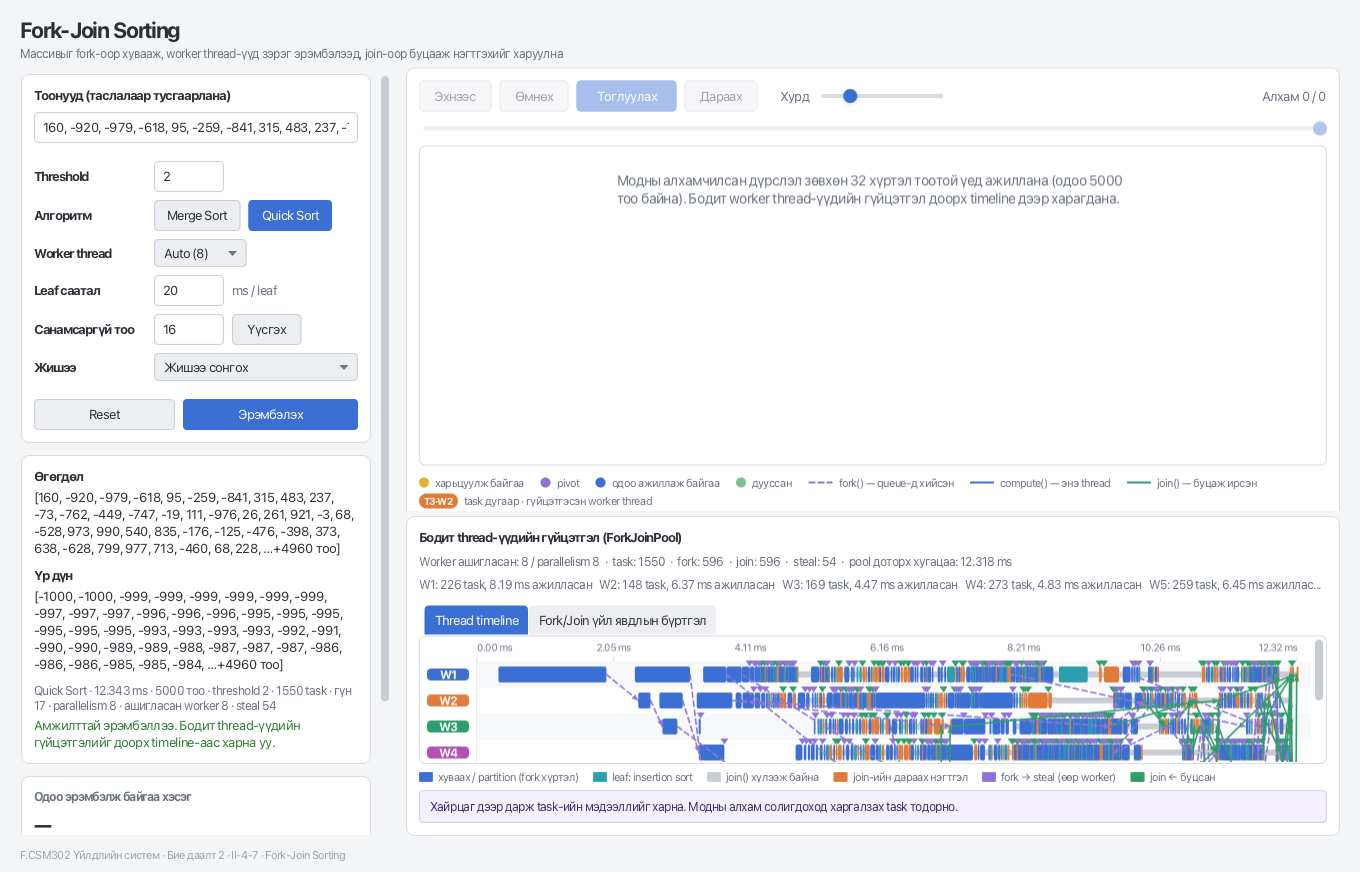 Fork-Join Sorting
Массивыг fork-оор хувааж, worker thread-үүд зэрэг эрэмбэлээд, join-оор буцааж нэгтгэхийг харуулна
Тоонууд (таслалаар тусгаарлана)
160, -920, -979, -618, 95, -259, -841, 315, 483, 237, -
Threshold
2
Алгоритм
Merge Sort
Quick Sort
Worker thread
Auto (8)
Leaf саатал
20
ms / leaf
Санамсаргүй тоо
16
Үүсгэх
Жишээ
Жишээ сонгох
Reset
Эрэмбэлэх
Өгөгдөл
[160, -920, -979, -618, 95, -259, -841, 315, 483, 237,
-73, -762, -449, -747, -19, 111, -976, 26, 261, 921, -3, 68,
-528, 973, 990, 540, 835, -176, -125, -476, -398, 373,
638, -628, 799, 977, 713, -460, 68, 228, ...+4960 тоо]
Үр дүн
[-1000, -1000, -999, -999, -999, -999, -999, -999,
-997, -997, -997, -996, -996, -996, -995, -995, -995,
-995, -995, -995, -993, -993, -993, -993, -992, -991,
-990, -990, -989, -989, -988, -987, -987, -987, -986,
-986, -986, -985, -985, -984, ...+4960 тоо]
Quick Sort · 12.343 ms · 5000 тоо · threshold 2 · 1550 task · гүн
17 · parallelism 8 · ашигласан worker 8 · steal 54
Амжилттай эрэмбэллээ. Бодит thread-үүдийн
гүйцэтгэлийг доорх timeline-аас харна уу.
Одоо эрэмбэлж байгаа хэсэг
—
Эхнээс
Өмнөх
Тоглуулах
Дараах
Хурд
Алхам 0 / 0
Модны алхамчилсан дүрслэл зөвхөн 32 хүртэл тоотой үед ажиллана (одоо 5000
тоо байна). Бодит worker thread-үүдийн гүйцэтгэл доорх timeline дээр харагдана.
харьцуулж байгаа
pivot
одоо ажиллаж байгаа
дууссан
fork() — queue-д хийсэн
compute() — энэ thread
join() — буцаж ирсэн
T3·W2 task дугаар · гүйцэтгэсэн worker thread
Бодит thread-үүдийн гүйцэтгэл (ForkJoinPool)
Worker ашигласан: 8 / parallelism 8 · task: 1550 · fork: 596 · join: 596 · steal: 54 · pool доторх хугацаа: 12.318 ms
W1: 226 task, 8.19 ms ажилласан W2: 148 task, 6.37 ms ажилласан W3: 169 task, 4.47 ms ажилласан W4: 273 task, 4.83 ms ажилласан W5: 259 task, 6.45 ms ажиллас...
Thread timeline
Fork/Join үйл явдлын бүртгэл
0.00 ms 2.05 ms 4.11 ms 6.16 ms 8.21 ms 10.26 ms 12.32 ms
W1
W2
W3
W4
хуваах / partition (fork хүртэл)
leaf: insertion sort
join() хүлээж байна
join-ийн дараах нэгтгэл
fork → steal (өөр worker)
join ← буцсан
Хайрцаг дээр дарж task-ийн мэдээллийг харна. Модны алхам солигдоход харгалзах task тодорно.
F.CSM302 Үйлдлийн систем · Бие даалт 2 · II-4-7 · Fork-Join Sorting